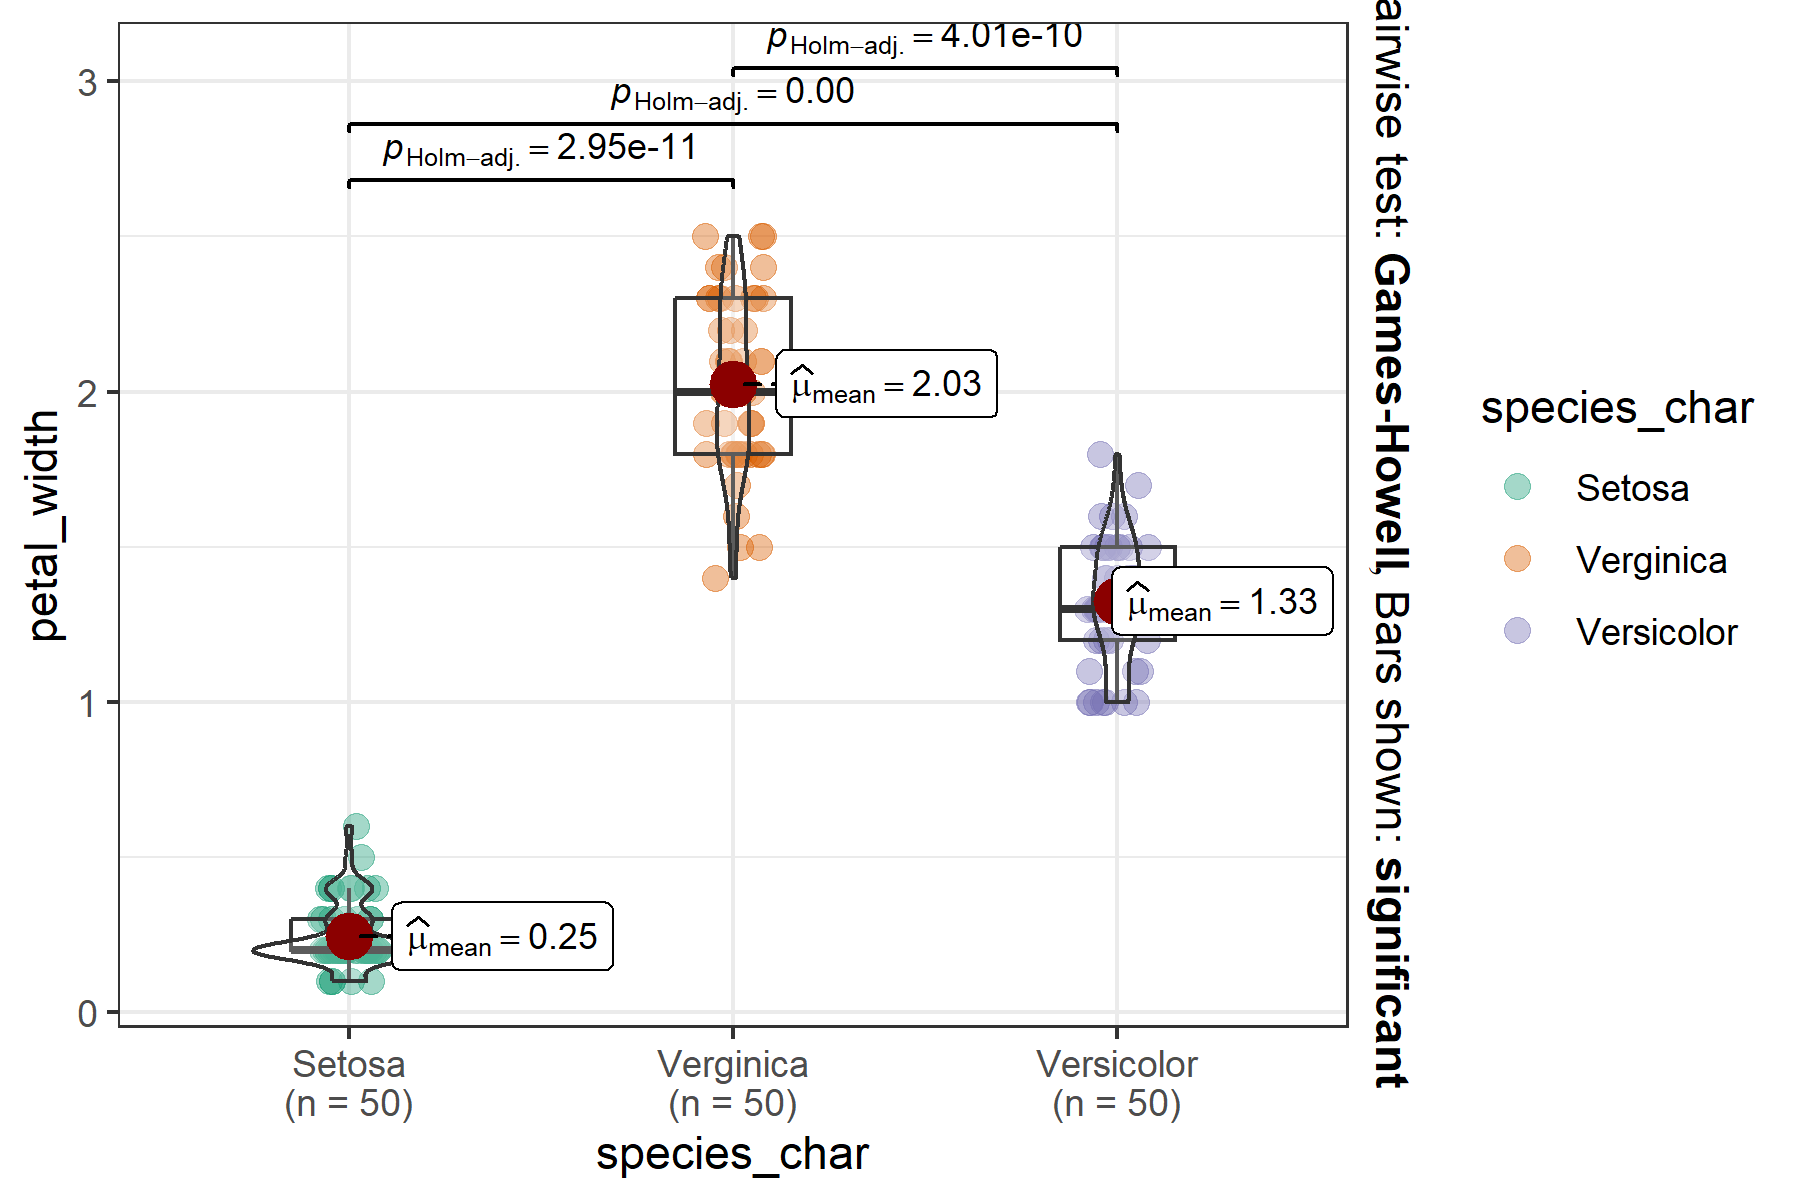 pHolm−adj. = 4.01e-10
pHolm−adj. = 0.00
pHolm−adj. = 2.95e-11
3
2
1
0
petal_width
μ̂mean = 2.03
μ̂mean = 1.33
μ̂mean = 0.25
Setosa
(n = 50)
Verginica
(n = 50)
Versicolor
(n = 50)
species_char
airwise test: Games-Howell, Bars shown: significant
species_char
Setosa
Verginica
Versicolor